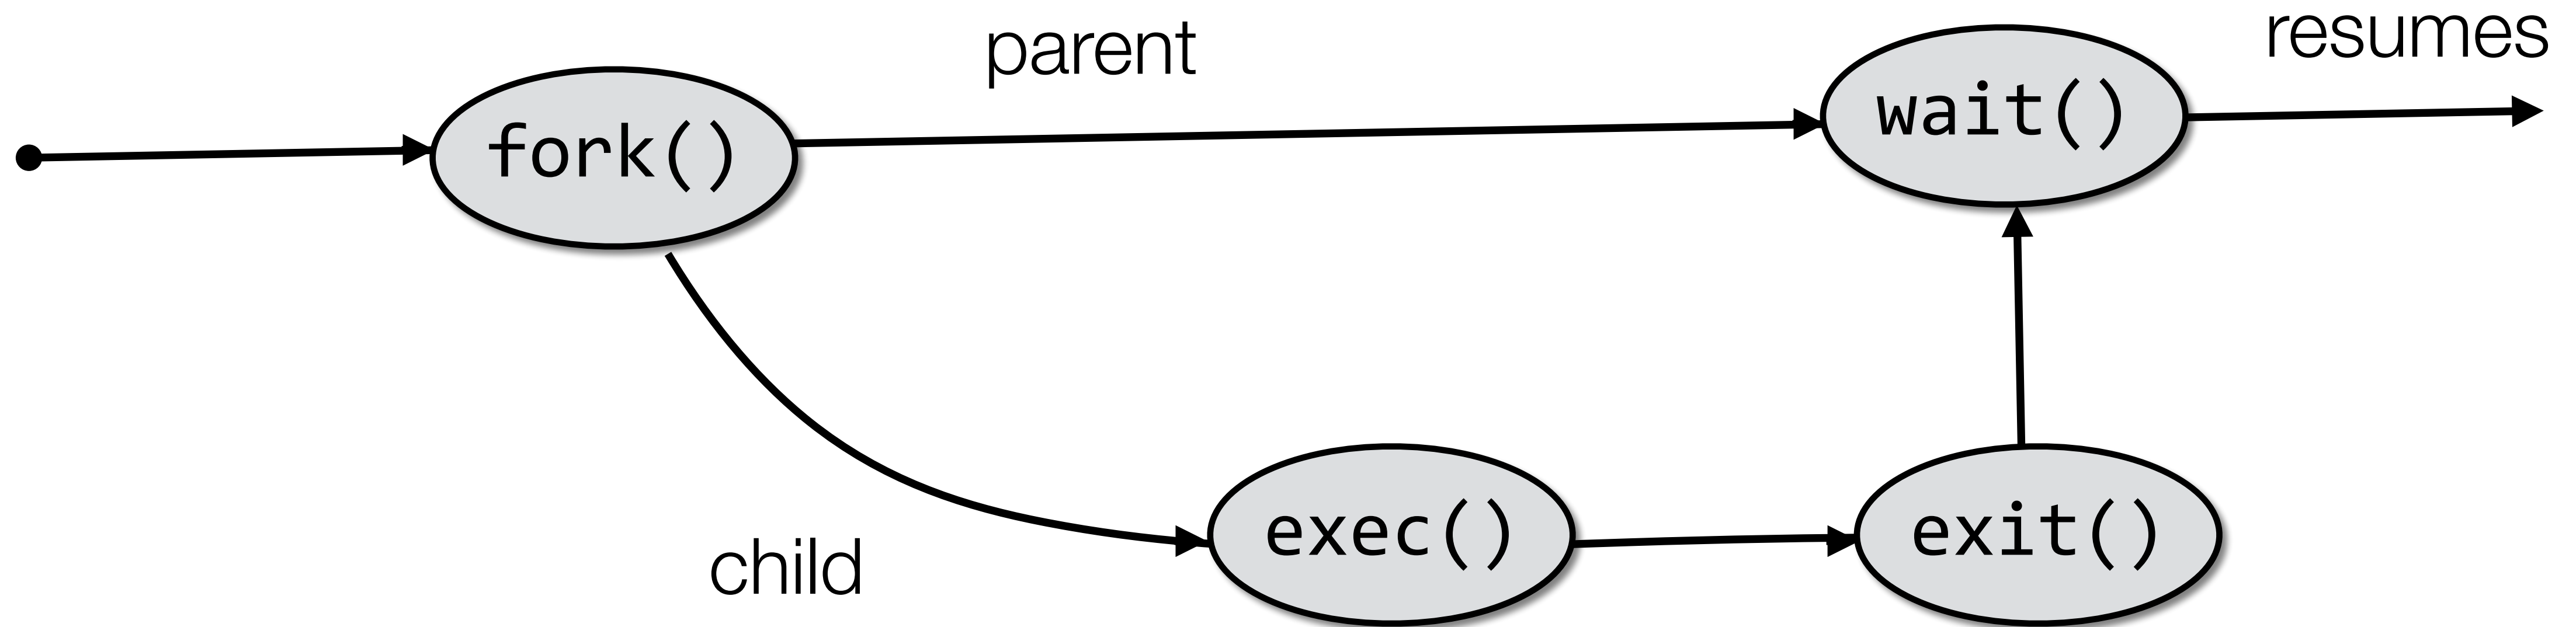 parent
resumes
fork()
wait()
child
exec()
exit()